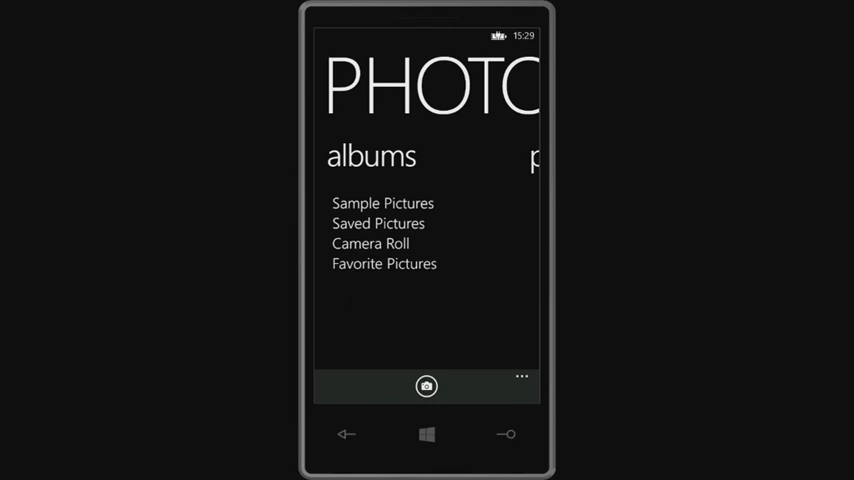 15:29
PHOTO
albums p
Sample Pictures
Saved Pictures
Camera Roll
Favorite Pictures